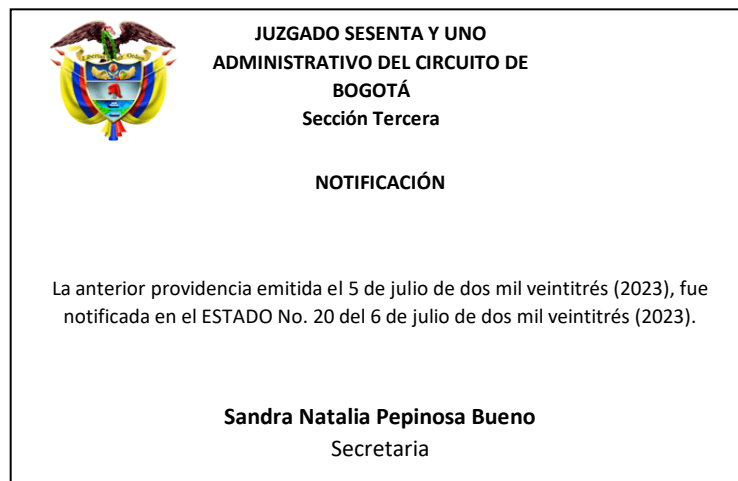 JUZGADO SESENTA Y UNO
ADMINISTRATIVO DEL CIRCUITO DE
BOGOTÁ
Sección Tercera
NOTIFICACIÓN
La anterior providencia emitida el 5 de julio de dos mil veintitrés (2023), fue
notificada en el ESTADO No. 20 del 6 de julio de dos mil veintitrés (2023).
Sandra Natalia Pepinosa Bueno
Secretaria